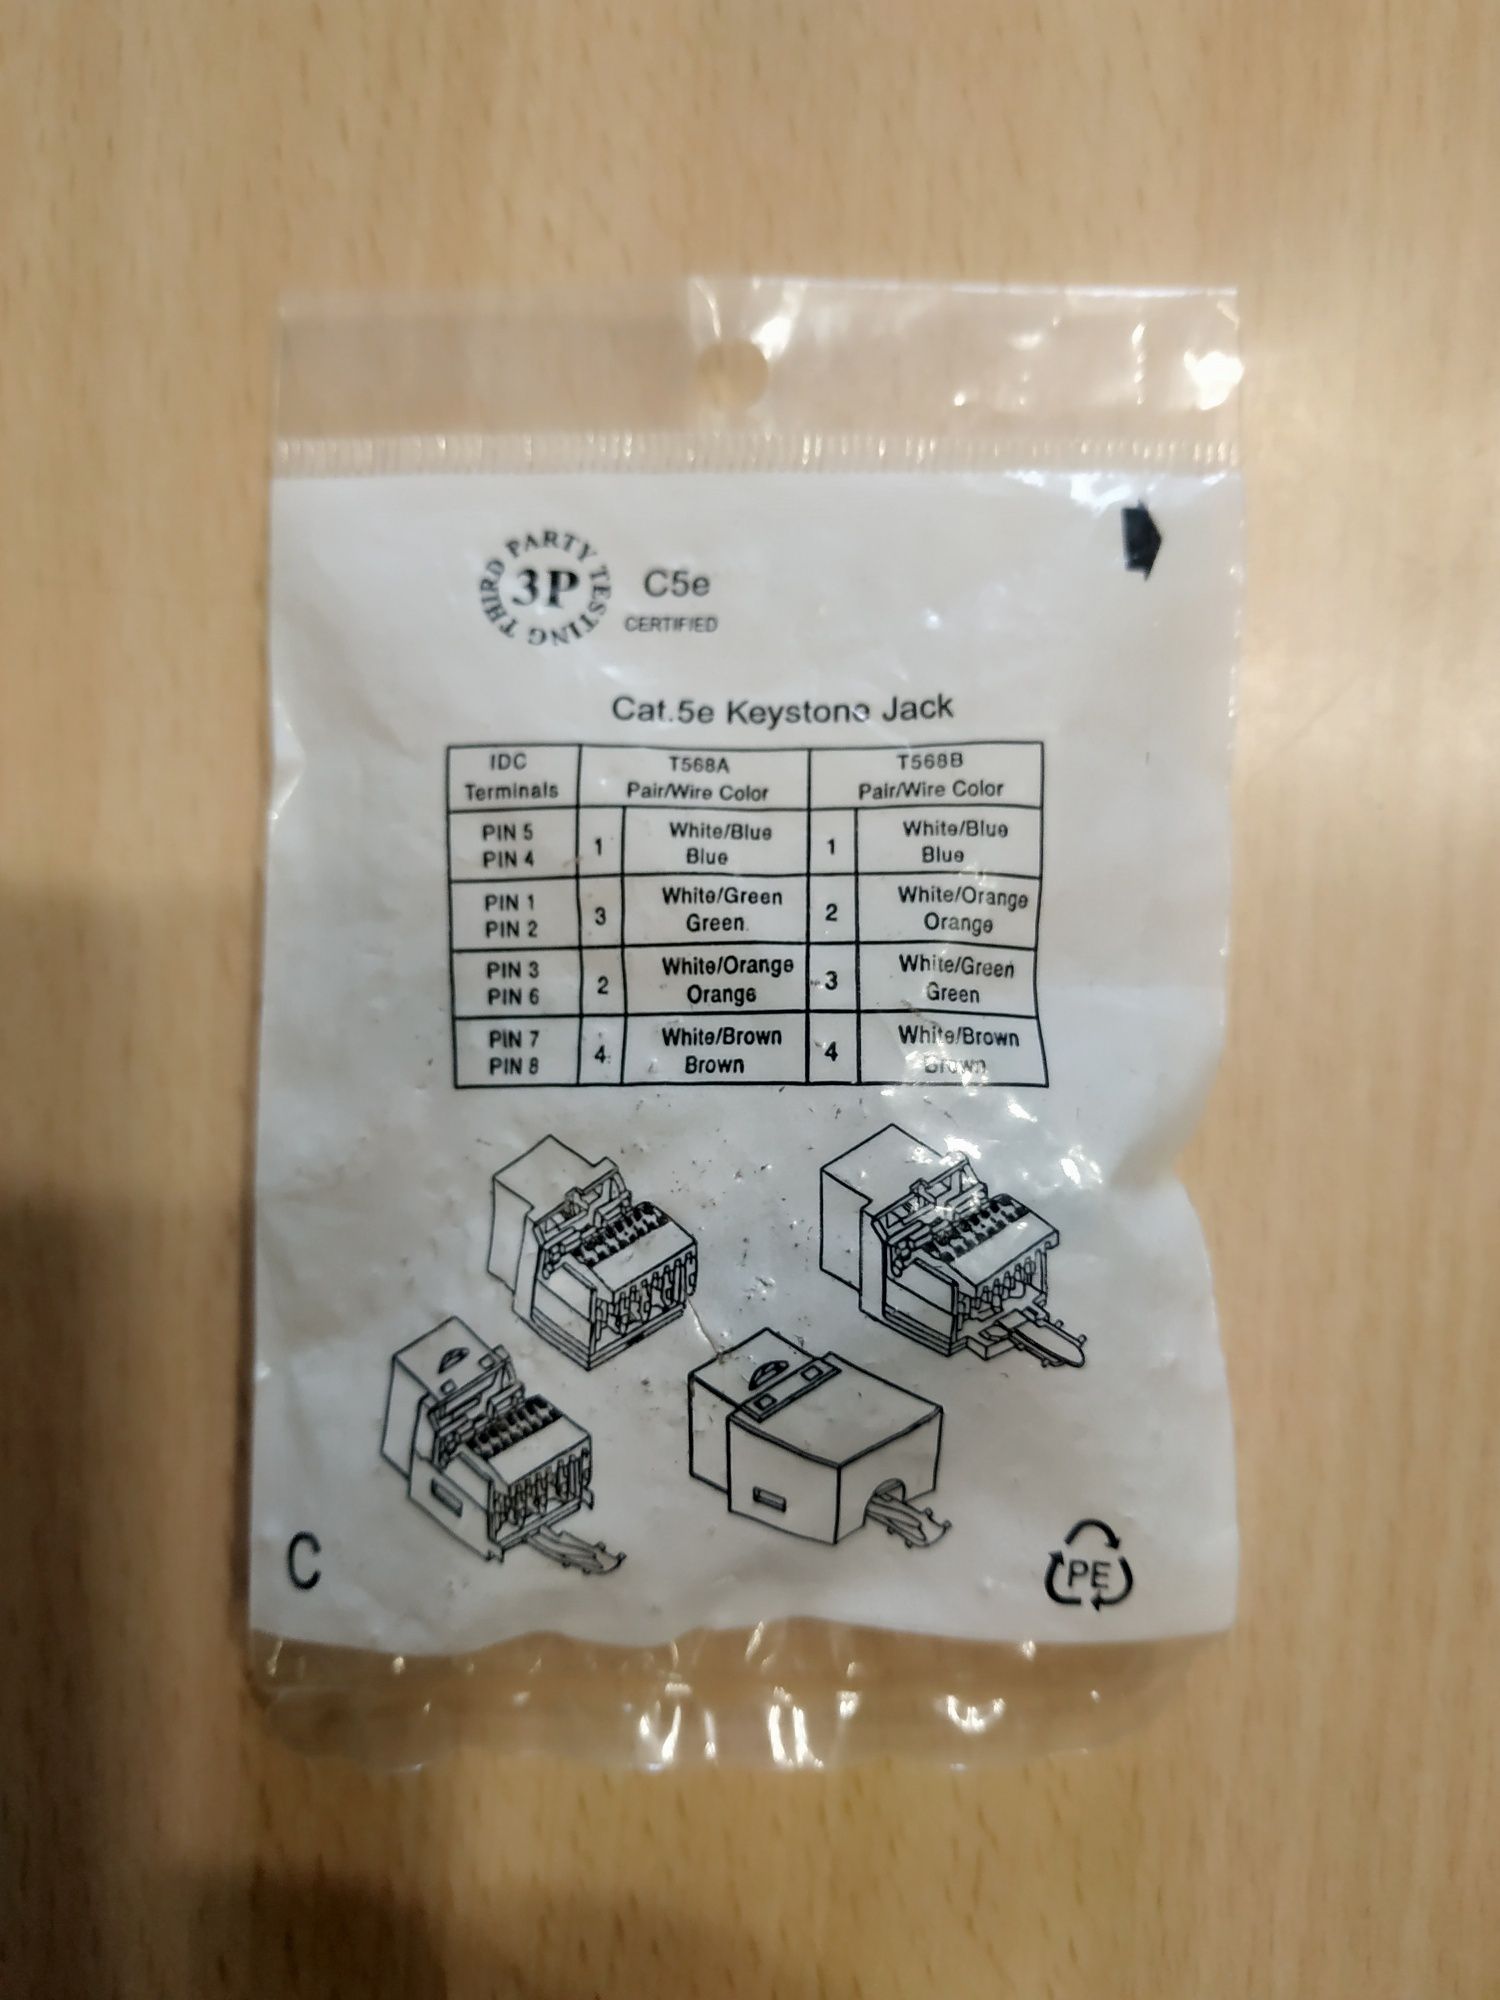 THIRD PARTY TESTING
3P
C5e
CERTIFIED
Cat.5e Keystone Jack
IDC Terminals T568A Pair/Wire Color T568B Pair/Wire Color
PIN 5 1 White/Blue 1 White/Blue
PIN 4 Blue Blue
PIN 1 3 White/Green 2 White/Orange
PIN 2 Green Orange
PIN 3 2 White/Orange 3 White/Green
PIN 6 Orange Green
PIN 7 4 White/Brown 4 White/Brown
PIN 8 Brown Brown
C
PE